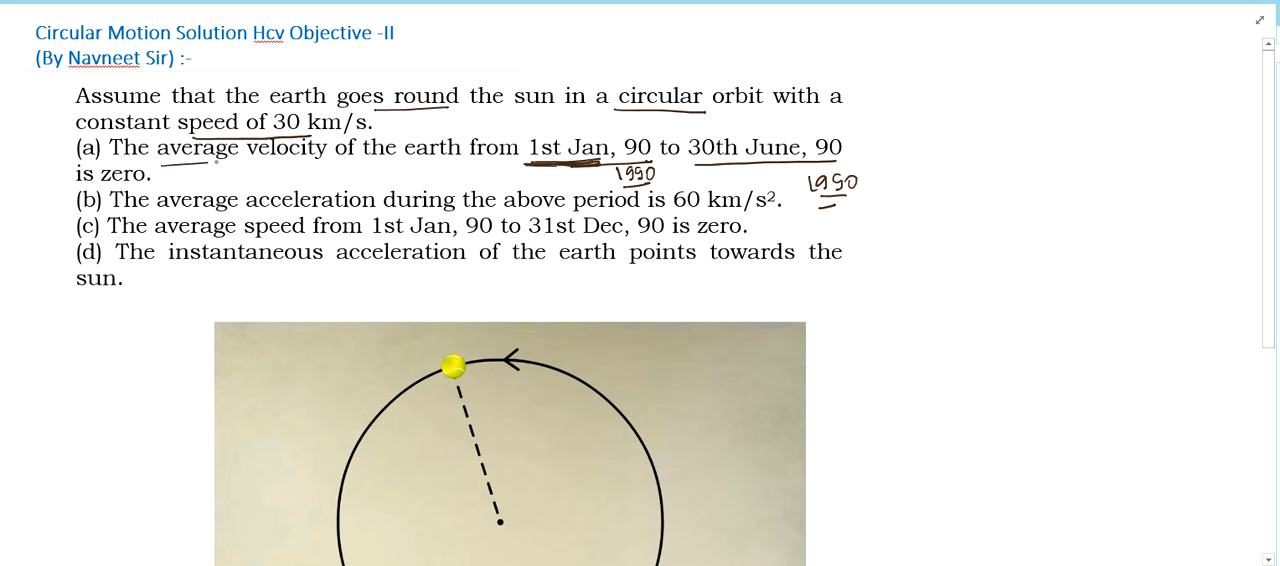 Circular Motion Solution Hcv Objective -II
(By Navneet Sir) :-
Assume that the earth goes round the sun in a circular orbit with a
constant speed of 30 km/s.
(a) The average velocity of the earth from 1st Jan, 90 to 30th June, 90
is zero.
1990
1990
(b) The average acceleration during the above period is 60 km/s².
(c) The average speed from 1st Jan, 90 to 31st Dec, 90 is zero.
(d) The instantaneous acceleration of the earth points towards the
sun.